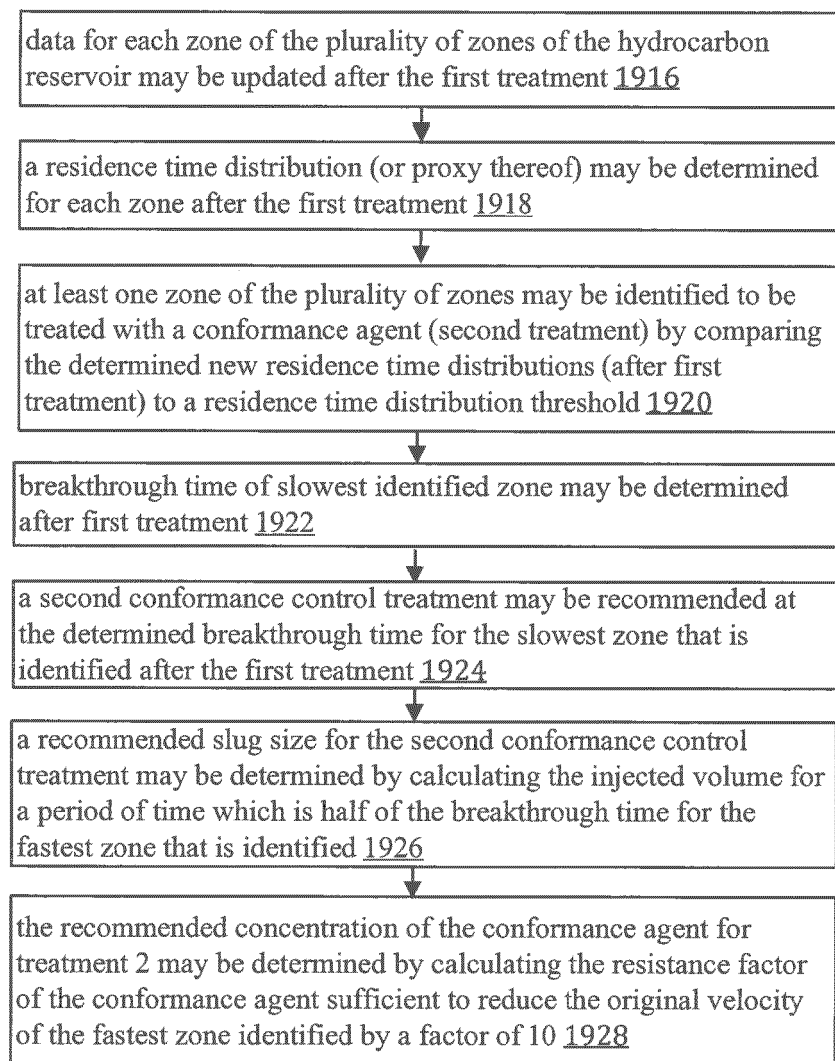 data for each zone of the plurality of zones of the hydrocarbon
reservoir may be updated after the first treatment 1916
a residence time distribution (or proxy thereof) may be determined
for each zone after the first treatment 1918
at least one zone of the plurality of zones may be identified to be
treated with a conformance agent (second treatment) by comparing
the determined new residence time distributions (after first
treatment) to a residence time distribution threshold 1920
breakthrough time of slowest identified zone may be determined
after first treatment 1922
a second conformance control treatment may be recommended at
the determined breakthrough time for the slowest zone that is
identified after the first treatment 1924
a recommended slug size for the second conformance control
treatment may be determined by calculating the injected volume for
a period of time which is half of the breakthrough time for the
fastest zone that is identified 1926
the recommended concentration of the conformance agent for
treatment 2 may be determined by calculating the resistance factor
of the conformance agent sufficient to reduce the original velocity
of the fastest zone identified by a factor of 10 1928